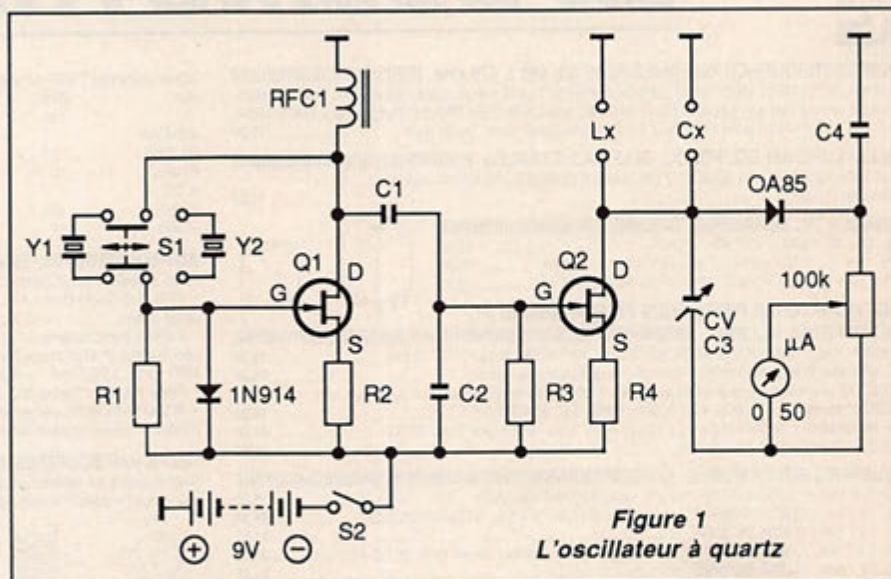 RFC1
Lx
Cx
C4
C1
OA85
Y1
S1
Y2
Q1
D
Q2
D
100k
G
G
CV
C3
µA
S
S
R1
1N914
R2
C2
R3
R4
0 50
S2
+ 9V −
Figure 1
L'oscillateur à quartz